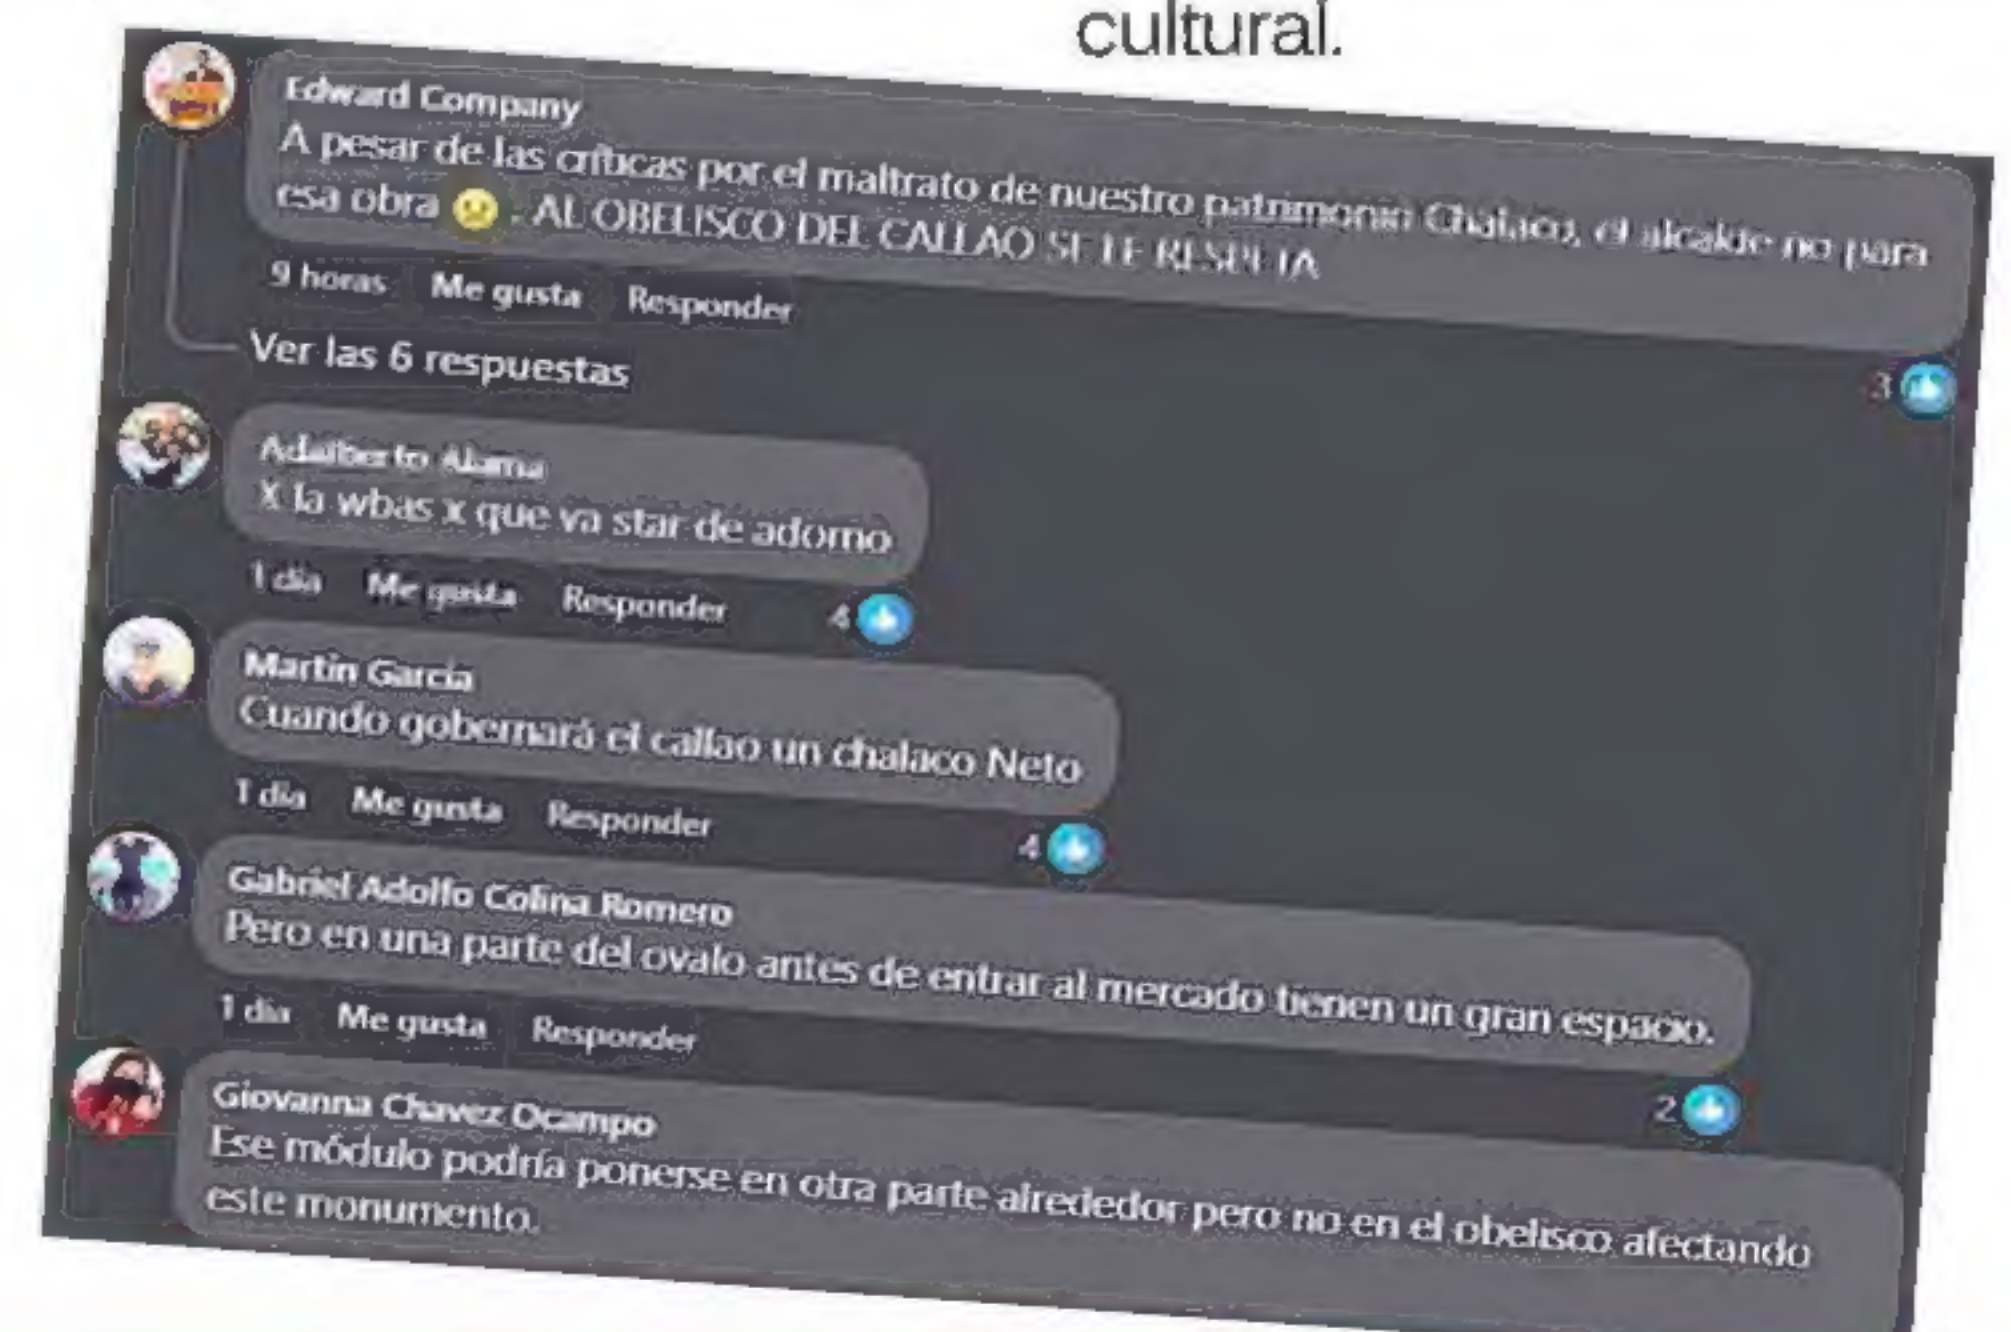 cultural.
Edward Company
A pesar de las críticas por el maltrato de nuestro patrimonio Chalaco, el alcalde no para
esa obra 😕 . AL OBELISCO DEL CALLAO SE LE RESPETA
9 horas Me gusta Responder
3
Ver las 6 respuestas
Adalberto Alama
X la wbas x que va star de adorno
1 día Me gusta Responder 4
Martin García
Cuando gobernará el callao un chalaco Neto
1 día Me gusta Responder 4
Gabriel Adolfo Colina Romero
Pero en una parte del ovalo antes de entrar al mercado tienen un gran espacio.
1 día Me gusta Responder 2
Giovanna Chavez Ocampo
Ese módulo podría ponerse en otra parte alrededor pero no en el obelisco afectando
este monumento.